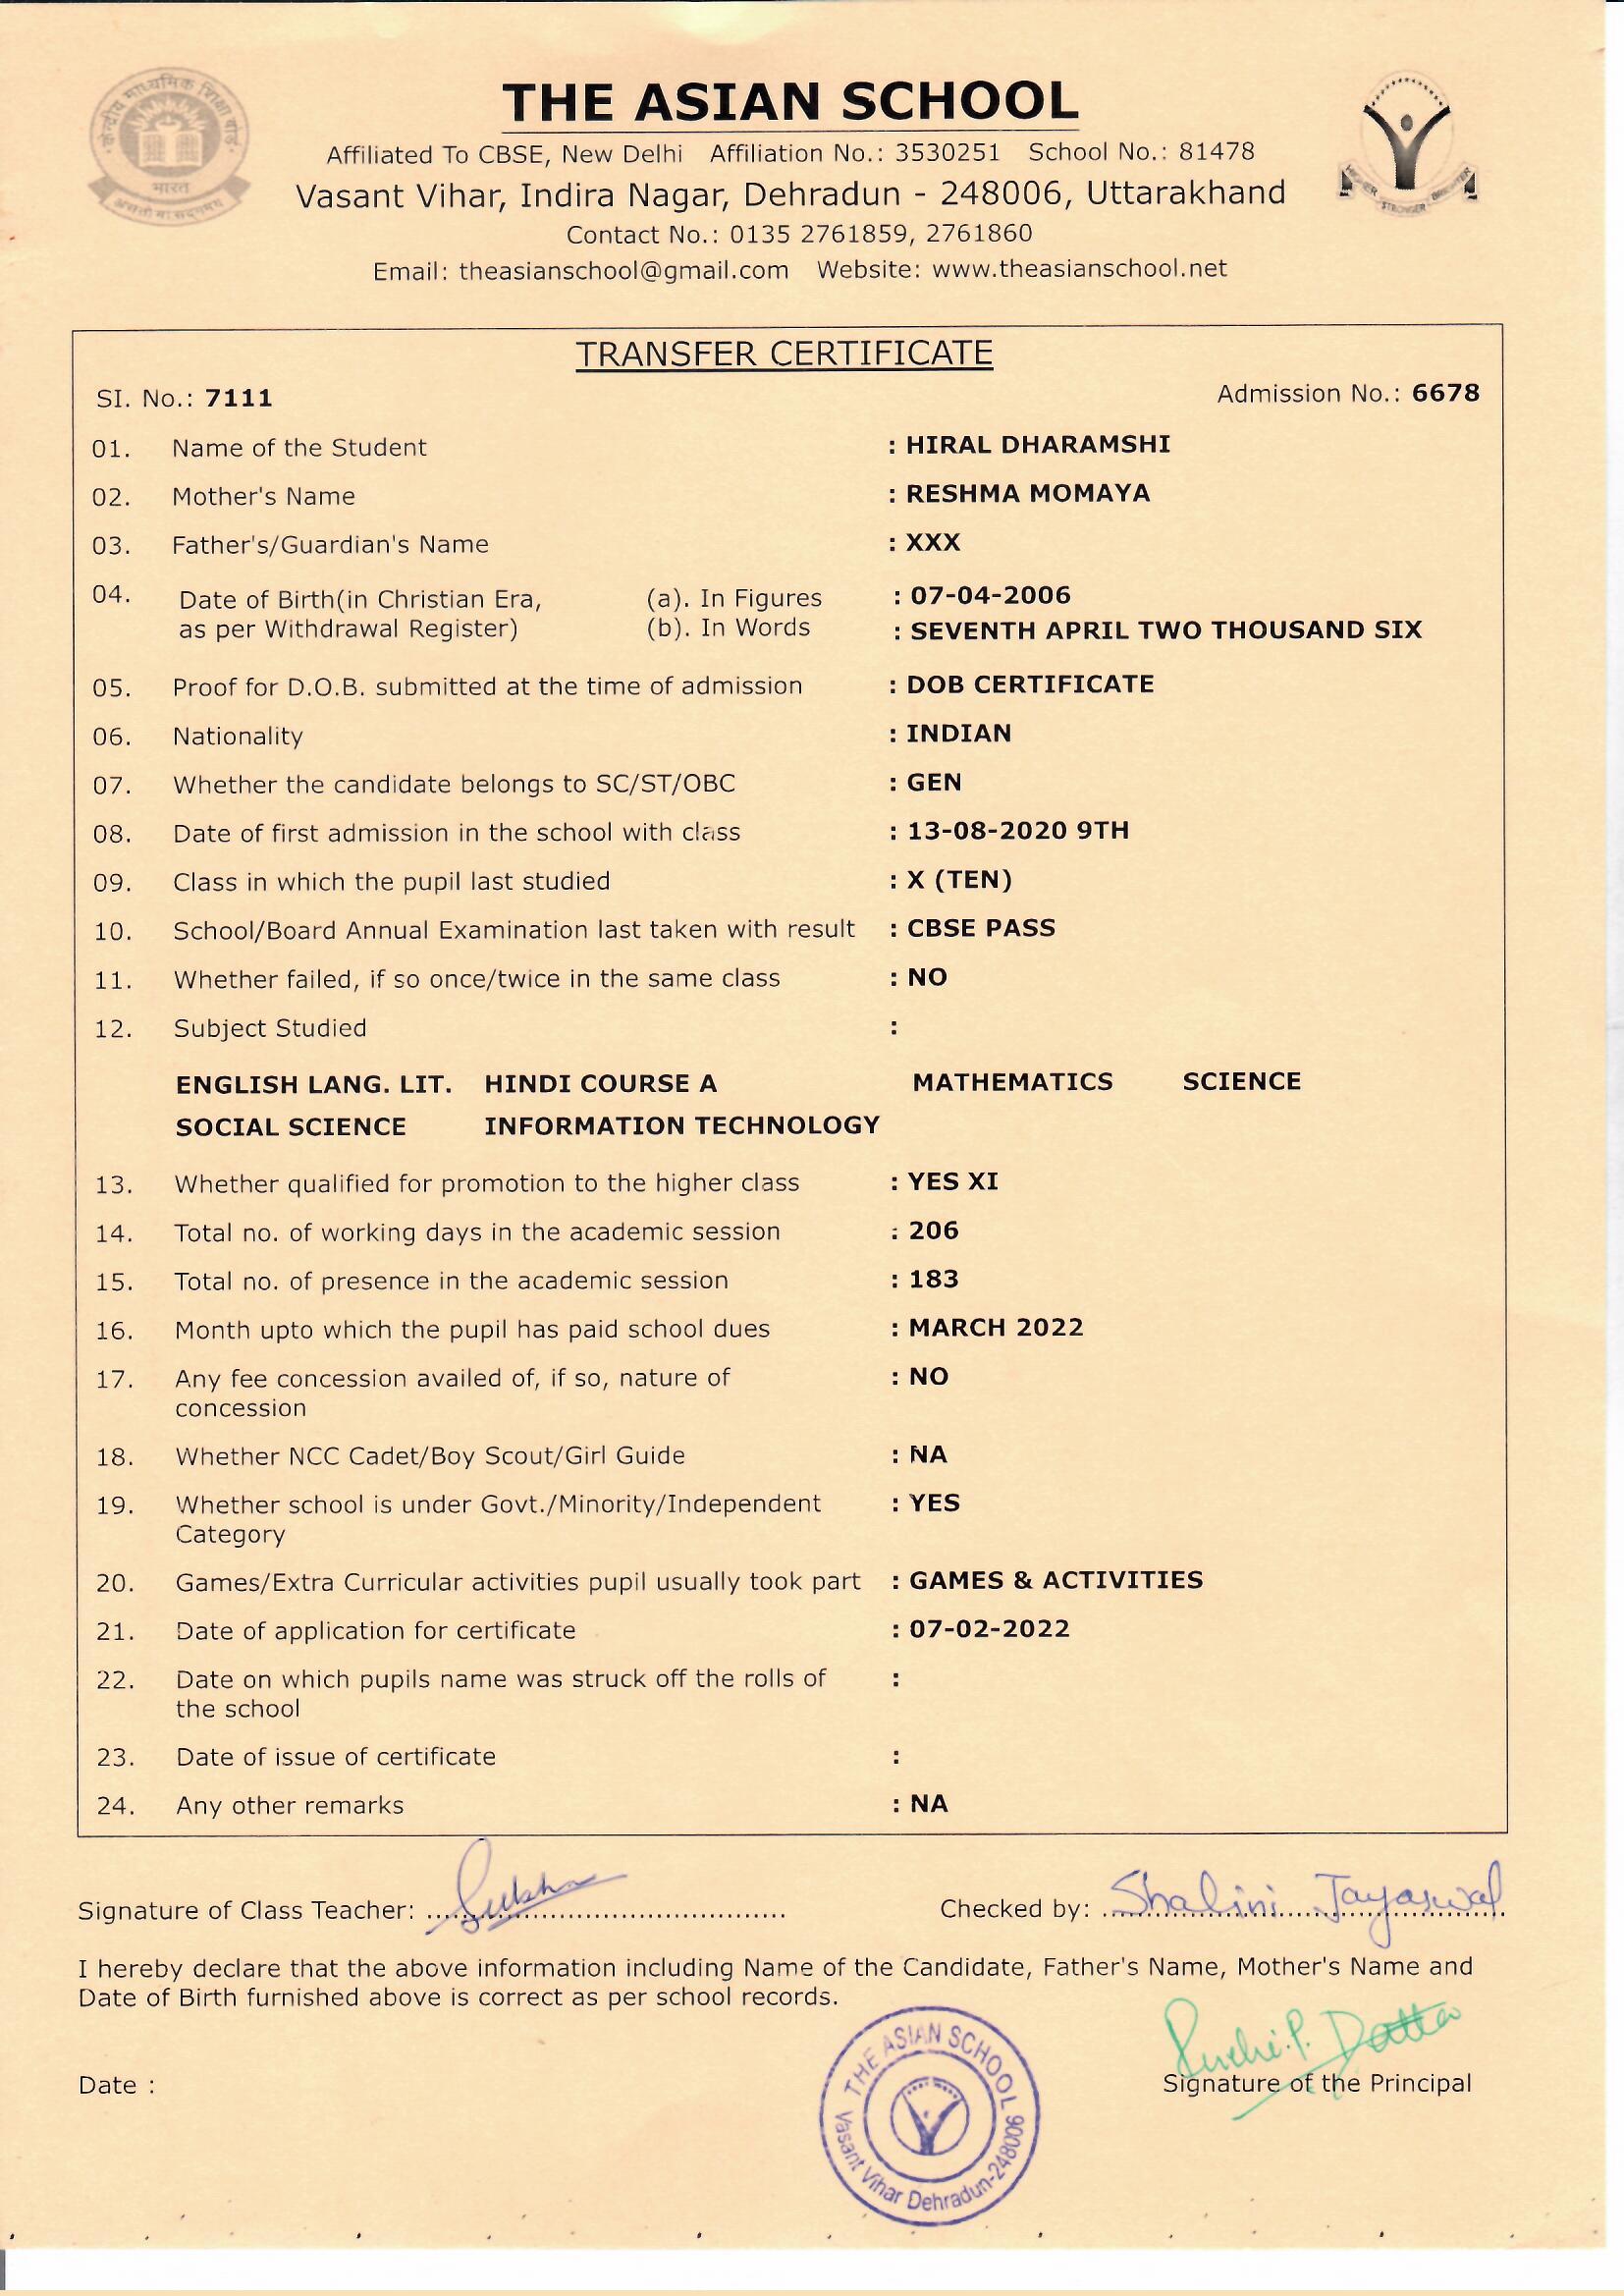 केन्द्रीय माध्यमिक शिक्षा बोर्ड
भारत
असतो मा सद्गमय
THE ASIAN SCHOOL
Affiliated To CBSE, New Delhi Affiliation No.: 3530251 School No.: 81478
Vasant Vihar, Indira Nagar, Dehradun - 248006, Uttarakhand
Contact No.: 0135 2761859, 2761860
Email: theasianschool@gmail.com Website: www.theasianschool.net
STRONGER
TRANSFER CERTIFICATE
SI. No.: 7111 Admission No.: 6678
01. Name of the Student : HIRAL DHARAMSHI
02. Mother's Name : RESHMA MOMAYA
03. Father's/Guardian's Name : XXX
04. Date of Birth(in Christian Era, (a). In Figures : 07-04-2006
as per Withdrawal Register) (b). In Words : SEVENTH APRIL TWO THOUSAND SIX
05. Proof for D.O.B. submitted at the time of admission : DOB CERTIFICATE
06. Nationality : INDIAN
07. Whether the candidate belongs to SC/ST/OBC : GEN
08. Date of first admission in the school with class : 13-08-2020 9TH
09. Class in which the pupil last studied : X (TEN)
10. School/Board Annual Examination last taken with result : CBSE PASS
11. Whether failed, if so once/twice in the same class : NO
12. Subject Studied :
ENGLISH LANG. LIT. HINDI COURSE A MATHEMATICS SCIENCE
SOCIAL SCIENCE INFORMATION TECHNOLOGY
13. Whether qualified for promotion to the higher class : YES XI
14. Total no. of working days in the academic session : 206
15. Total no. of presence in the academic session : 183
16. Month upto which the pupil has paid school dues : MARCH 2022
17. Any fee concession availed of, if so, nature of : NO
concession
18. Whether NCC Cadet/Boy Scout/Girl Guide : NA
19. Whether school is under Govt./Minority/Independent : YES
Category
20. Games/Extra Curricular activities pupil usually took part : GAMES & ACTIVITIES
21. Date of application for certificate : 07-02-2022
22. Date on which pupils name was struck off the rolls of :
the school
23. Date of issue of certificate :
24. Any other remarks : NA
Signature of Class Teacher: Checked by: Shalini Jayaswal
I hereby declare that the above information including Name of the Candidate, Father's Name, Mother's Name and
Date of Birth furnished above is correct as per school records.
Ruchi P. Datta
Date : Signature of the Principal
THE ASIAN SCHOOL
Vasant Vihar Dehradun-248006